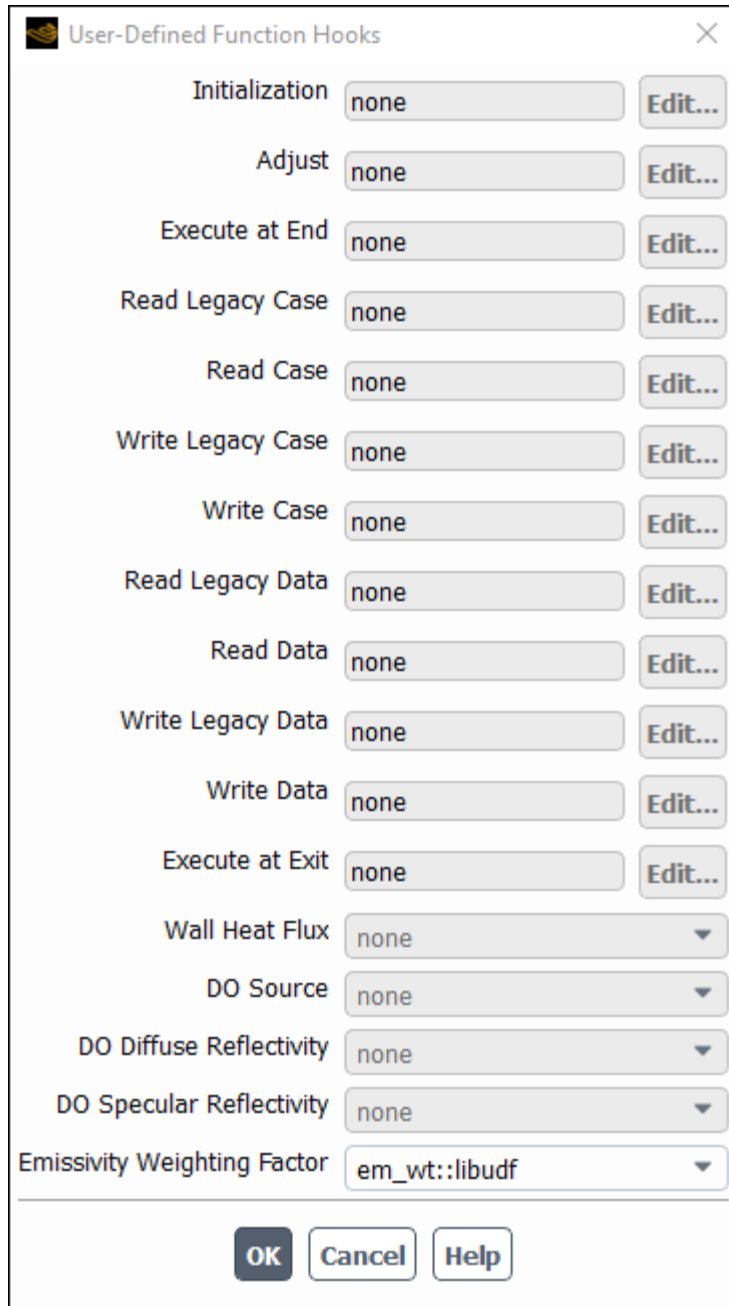 User-Defined Function Hooks
Initialization none Edit...
Adjust none Edit...
Execute at End none Edit...
Read Legacy Case none Edit...
Read Case none Edit...
Write Legacy Case none Edit...
Write Case none Edit...
Read Legacy Data none Edit...
Read Data none Edit...
Write Legacy Data none Edit...
Write Data none Edit...
Execute at Exit none Edit...
Wall Heat Flux none
DO Source none
DO Diffuse Reflectivity none
DO Specular Reflectivity none
Emissivity Weighting Factor em_wt::libudf
OK Cancel Help